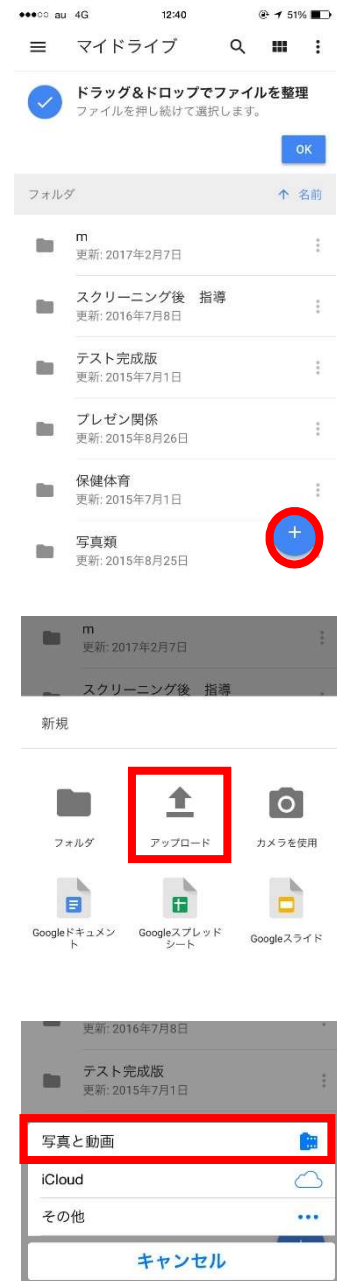 au 4G 12:40 51%
マイドライブ
ドラッグ&ドロップでファイルを整理
ファイルを押し続けて選択します。
OK
フォルダ 名前
m
更新: 2017年2月7日
スクリーニング後 指導
更新: 2016年7月8日
テスト完成版
更新: 2015年7月1日
プレゼン関係
更新: 2015年8月26日
保健体育
更新: 2015年7月1日
写真類
更新: 2015年8月25日
m
更新: 2017年2月7日
スクリーニング後 指導
新規
フォルダ アップロード カメラを使用
Googleドキュメン Googleスプレッド Googleスライド
ト シート
更新: 2016年7月8日
テスト完成版
更新: 2015年7月1日
写真と動画
iCloud
その他
キャンセル